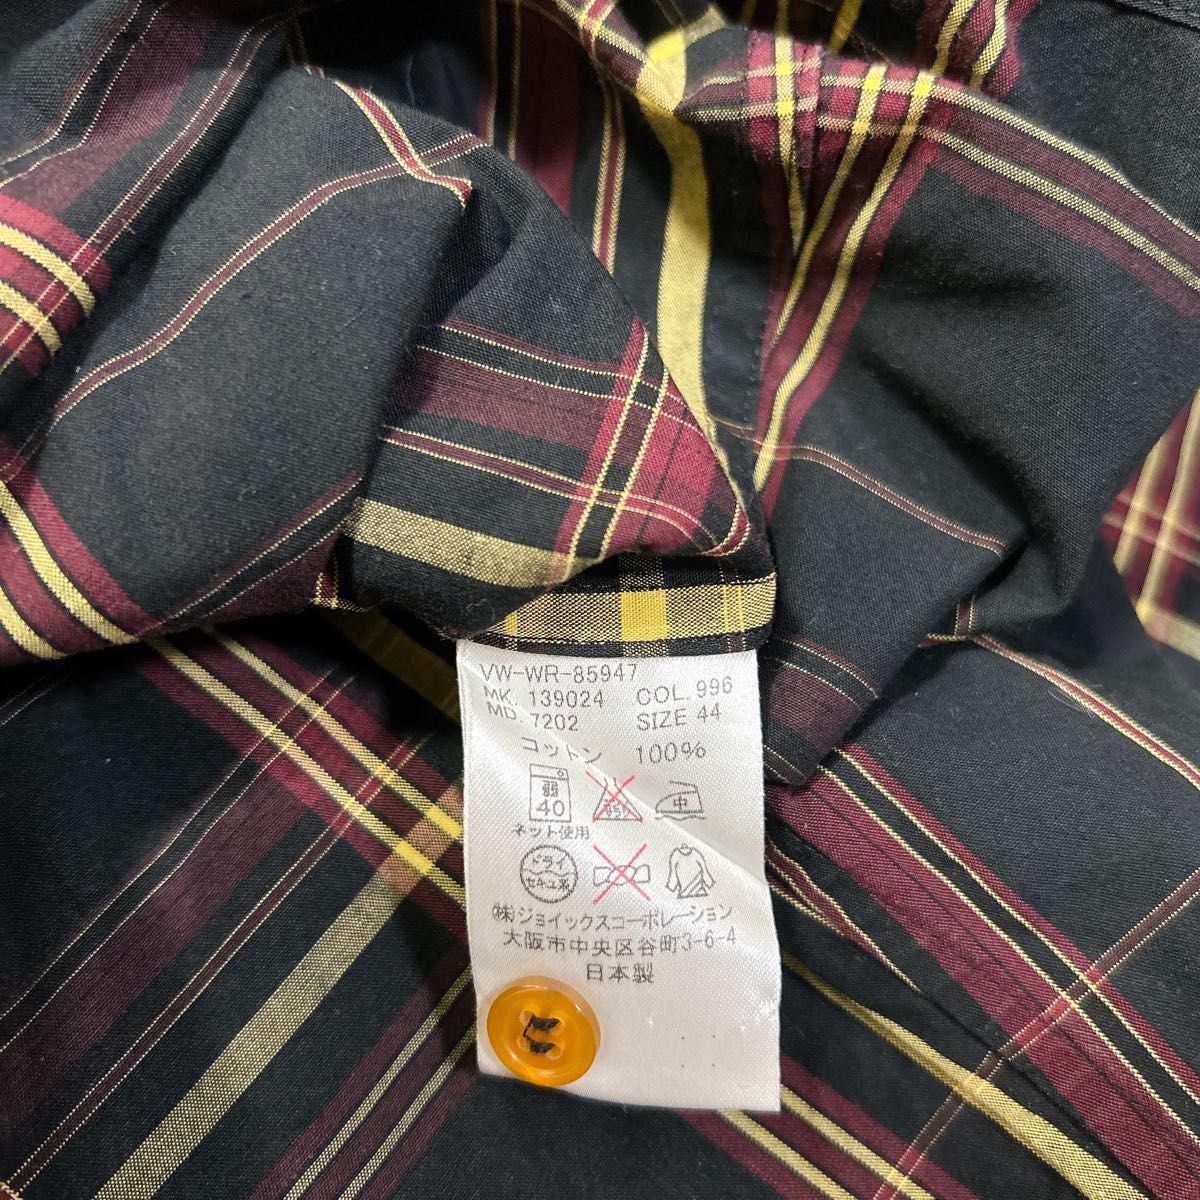 VW-WR-85947
MK. 139024 COL. 996
MD. 7202 SIZE 44
コットン 100%
弱
40
中
ネット使用
ドライ
セキユ系
㈱ジョイックスコーポレーション
大阪市中央区谷町3-6-4
日本製